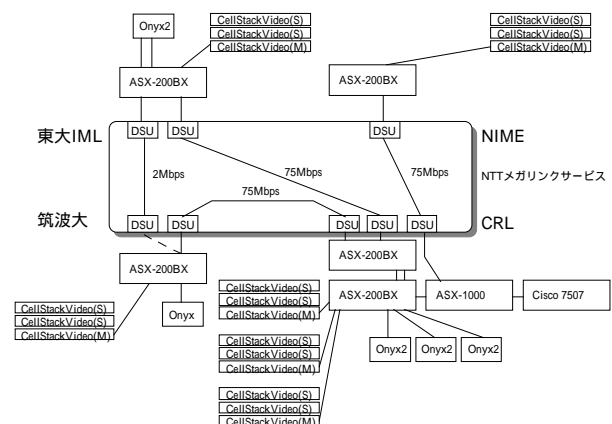 Onyx2
CellStackVideo(S)
CellStackVideo(S)
CellStackVideo(M)
CellStackVideo(S)
CellStackVideo(S)
CellStackVideo(M)
ASX-200BX
ASX-200BX
東大IML
DSU
DSU
DSU
NIME
2Mbps
75Mbps
75Mbps
NTTメガリンクサービス
75Mbps
筑波大
DSU
DSU
DSU
DSU
DSU
CRL
ASX-200BX
ASX-200BX
CellStackVideo(S)
CellStackVideo(S)
CellStackVideo(M)
Onyx
CellStackVideo(S)
CellStackVideo(S)
CellStackVideo(M)
ASX-200BX
ASX-1000
Cisco 7507
CellStackVideo(S)
CellStackVideo(S)
CellStackVideo(M)
Onyx2
Onyx2
Onyx2
CellStackVideo(S)
CellStackVideo(S)
CellStackVideo(M)